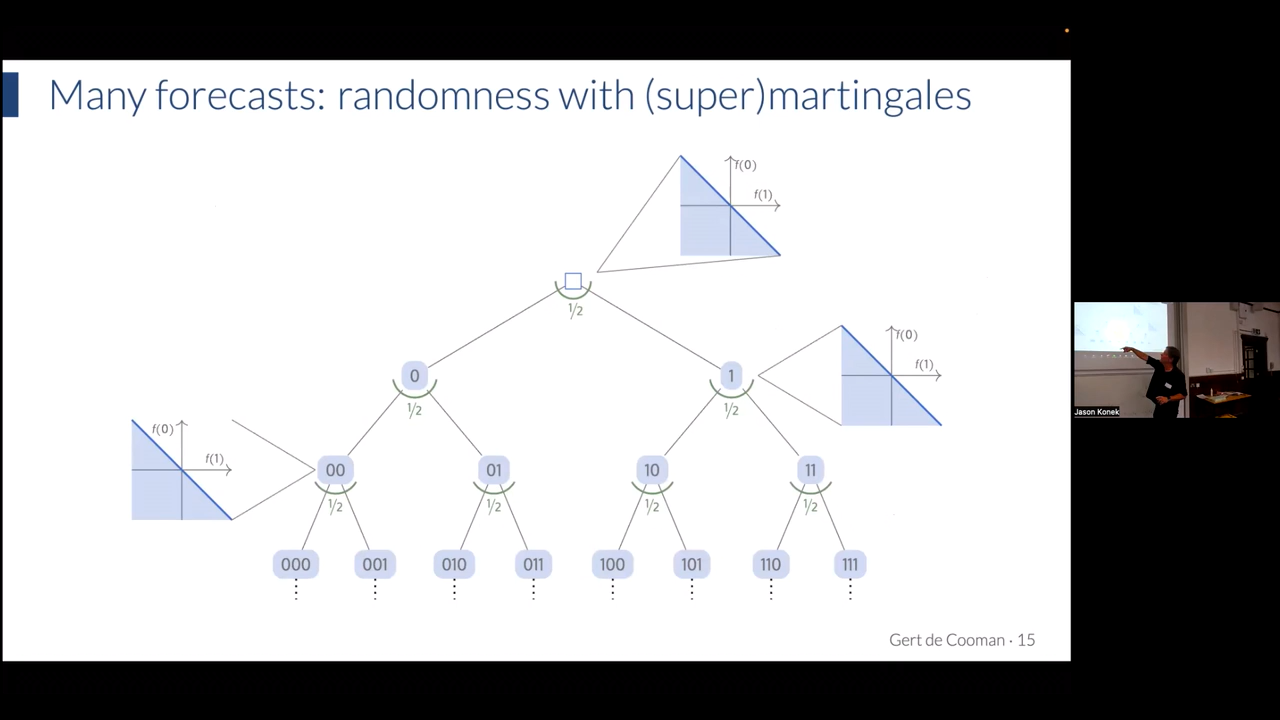 Many forecasts: randomness with (super)martingales
f(0)
f(1)
1/2
f(0)
f(1)
0
1
1/2
1/2
f(0)
f(1)
00
01
10
11
1/2
1/2
1/2
1/2
000
001
010
011
100
101
110
111
Jason Konek
Gert de Cooman · 15